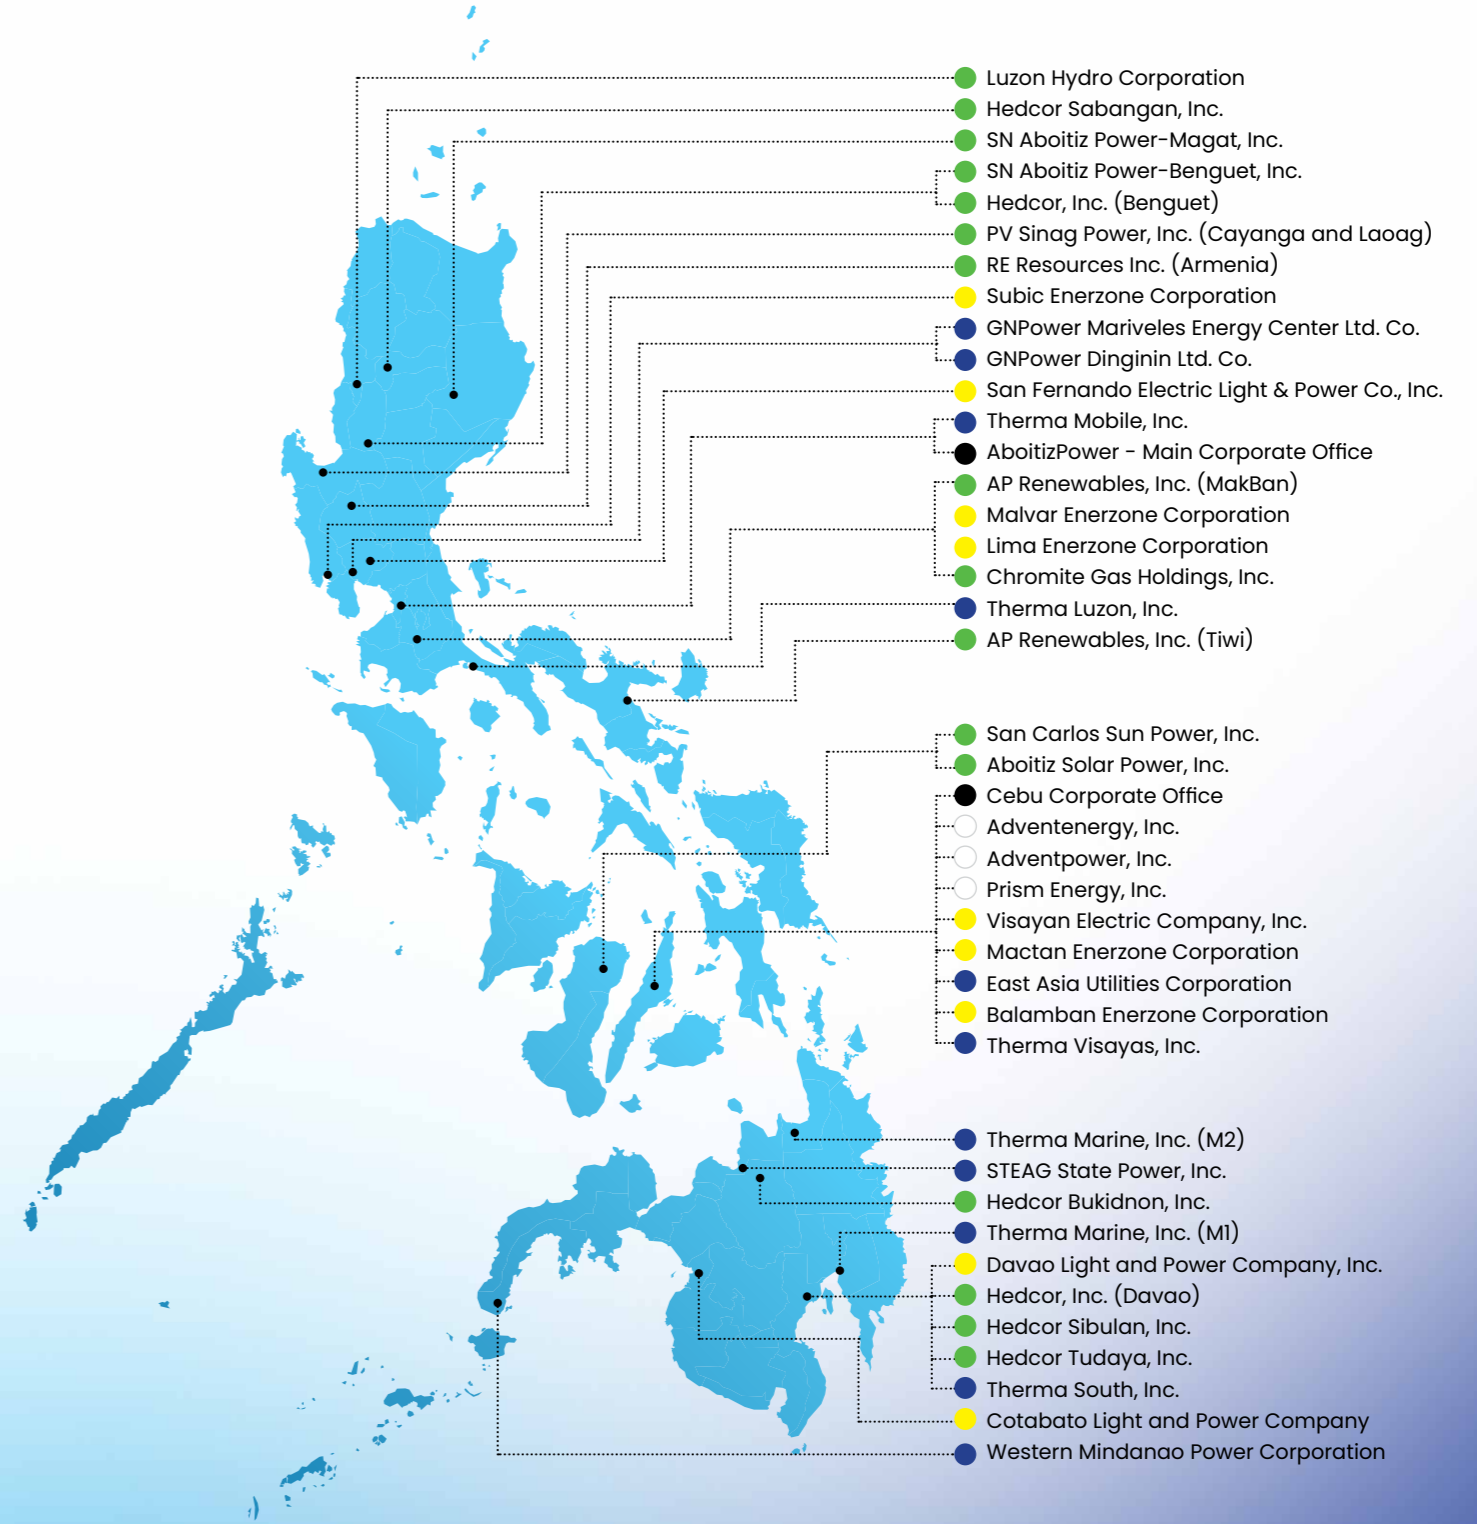 Luzon Hydro Corporation
Hedcor Sabangan, Inc.
SN Aboitiz Power-Magat, Inc.
SN Aboitiz Power-Benguet, Inc.
Hedcor, Inc. (Benguet)
PV Sinag Power, Inc. (Cayanga and Laoag)
RE Resources Inc. (Armenia)
Subic Enerzone Corporation
GNPower Mariveles Energy Center Ltd. Co.
GNPower Dinginin Ltd. Co.
San Fernando Electric Light & Power Co., Inc.
Therma Mobile, Inc.
AboitizPower - Main Corporate Office
AP Renewables, Inc. (MakBan)
Malvar Enerzone Corporation
Lima Enerzone Corporation
Chromite Gas Holdings, Inc.
Therma Luzon, Inc.
AP Renewables, Inc. (Tiwi)
San Carlos Sun Power, Inc.
Aboitiz Solar Power, Inc.
Cebu Corporate Office
Adventenergy, Inc.
Adventpower, Inc.
Prism Energy, Inc.
Visayan Electric Company, Inc.
Mactan Enerzone Corporation
East Asia Utilities Corporation
Balamban Enerzone Corporation
Therma Visayas, Inc.
Therma Marine, Inc. (M2)
STEAG State Power, Inc.
Hedcor Bukidnon, Inc.
Therma Marine, Inc. (M1)
Davao Light and Power Company, Inc.
Hedcor, Inc. (Davao)
Hedcor Sibulan, Inc.
Hedcor Tudaya, Inc.
Therma South, Inc.
Cotabato Light and Power Company
Western Mindanao Power Corporation